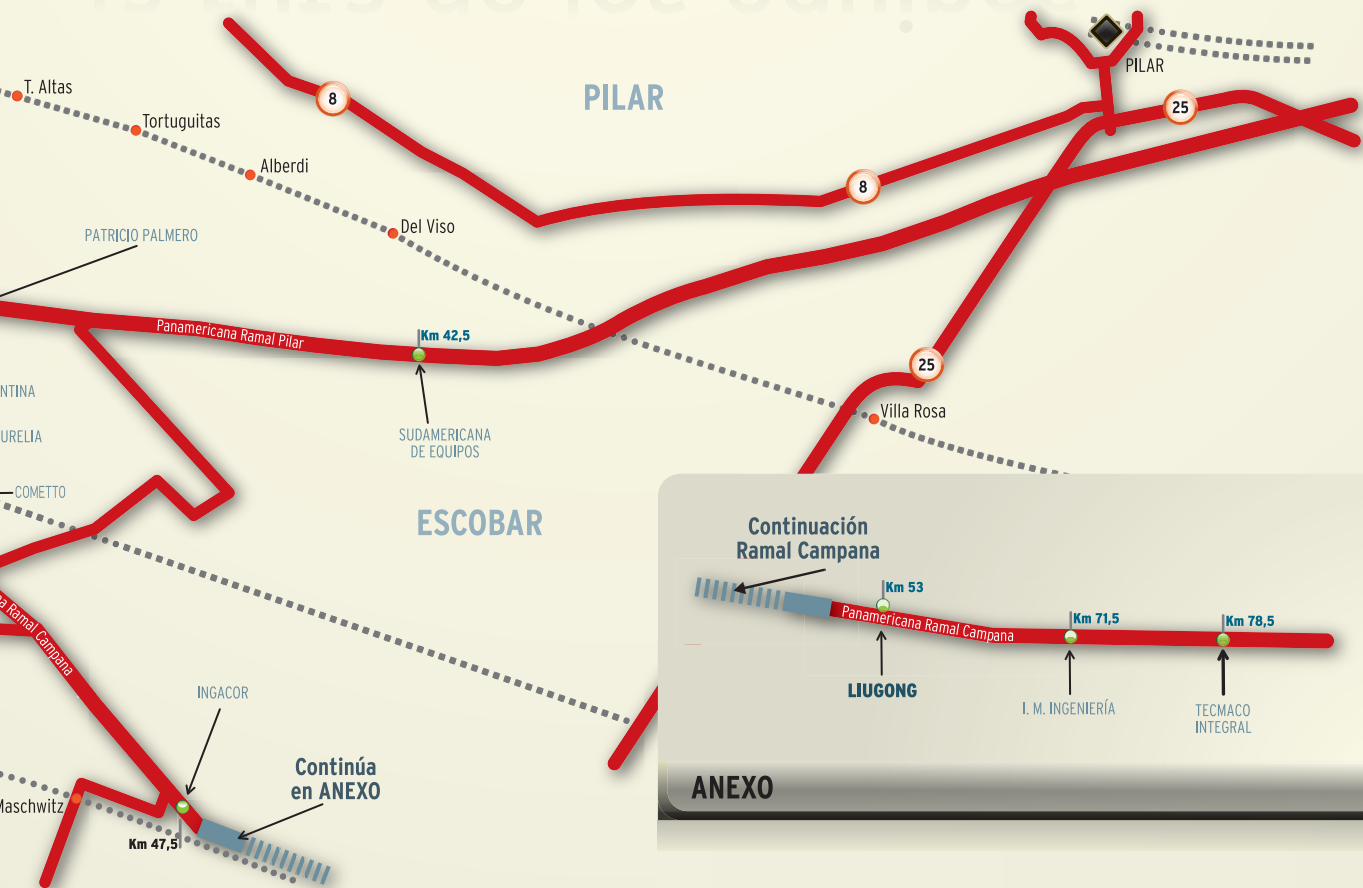 PILAR
PILAR
T. Altas
8
25
Tortuguitas
Alberdi
8
Del Viso
PATRICIO PALMERO
Panamericana Ramal Pilar
Km 42,5
25
NTINA
Villa Rosa
URELIA
SUDAMERICANA
DE EQUIPOS
COMETTO
ESCOBAR
Continuación
Ramal Campana
Km 53
Panamericana Ramal Campana
Km 71,5
Km 78,5
LIUGONG
I. M. INGENIERÍA
TECMACO
INTEGRAL
ANEXO
na Ramal Campana
INGACOR
Continúa
en ANEXO
Maschwitz
Km 47,5